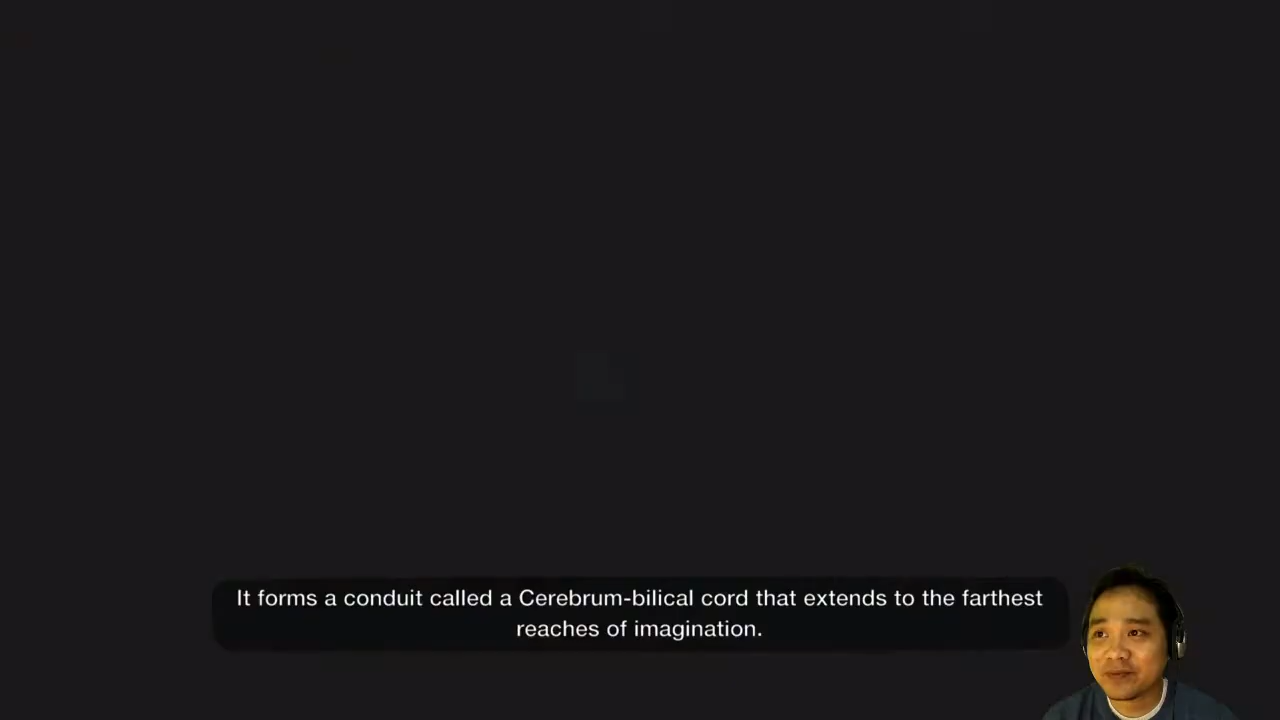 It forms a conduit called a Cerebrum-bilical cord that extends to the farthest
reaches of imagination.